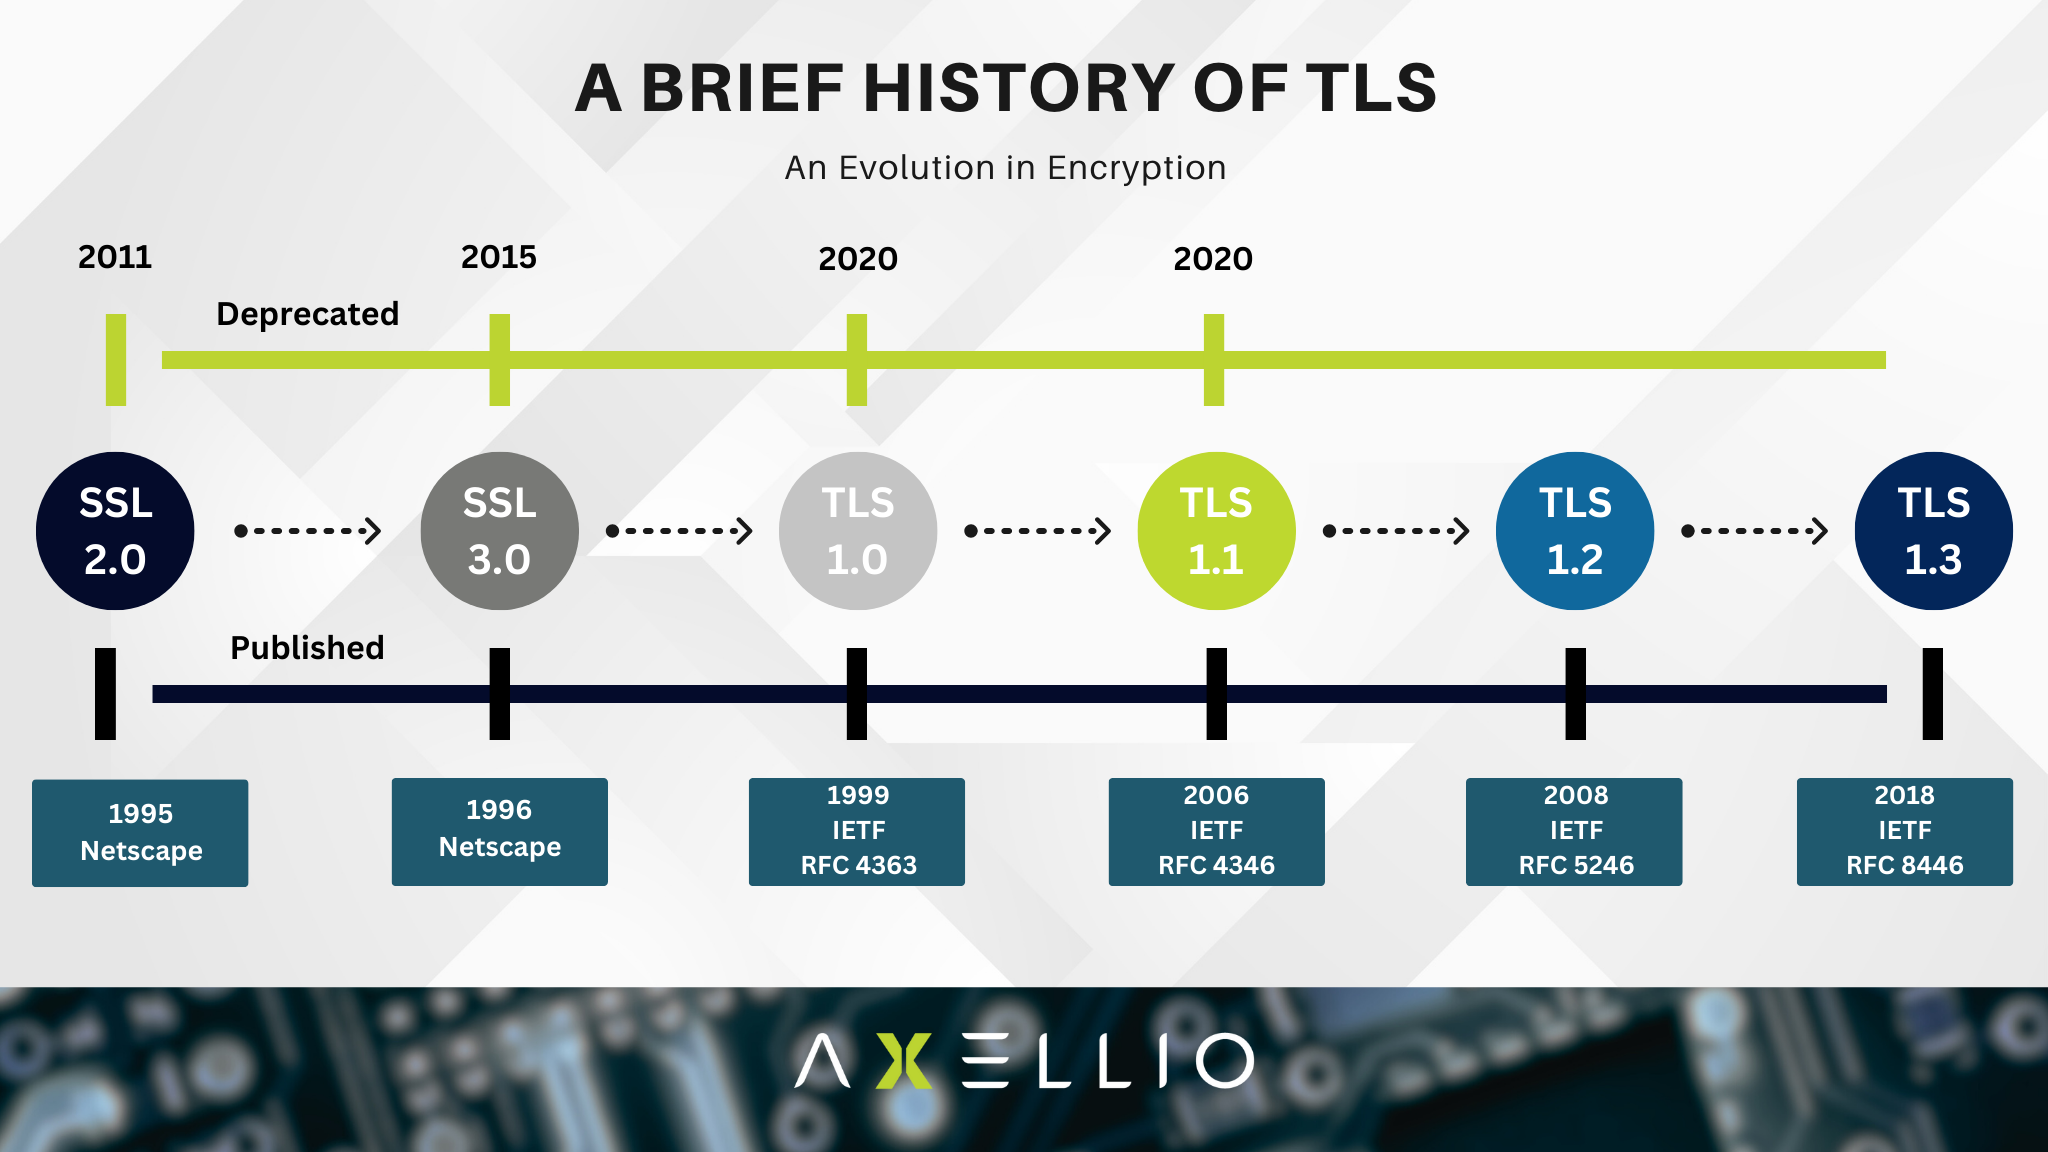 A BRIEF HISTORY OF TLS
An Evolution in Encryption
2011 2015 2020 2020
Deprecated
SSL 2.0
SSL 3.0
TLS 1.0
TLS 1.1
TLS 1.2
TLS 1.3
Published
1995
Netscape
1996
Netscape
1999
IETF
RFC 4363
2006
IETF
RFC 4346
2008
IETF
RFC 5246
2018
IETF
RFC 8446
AXELLIO